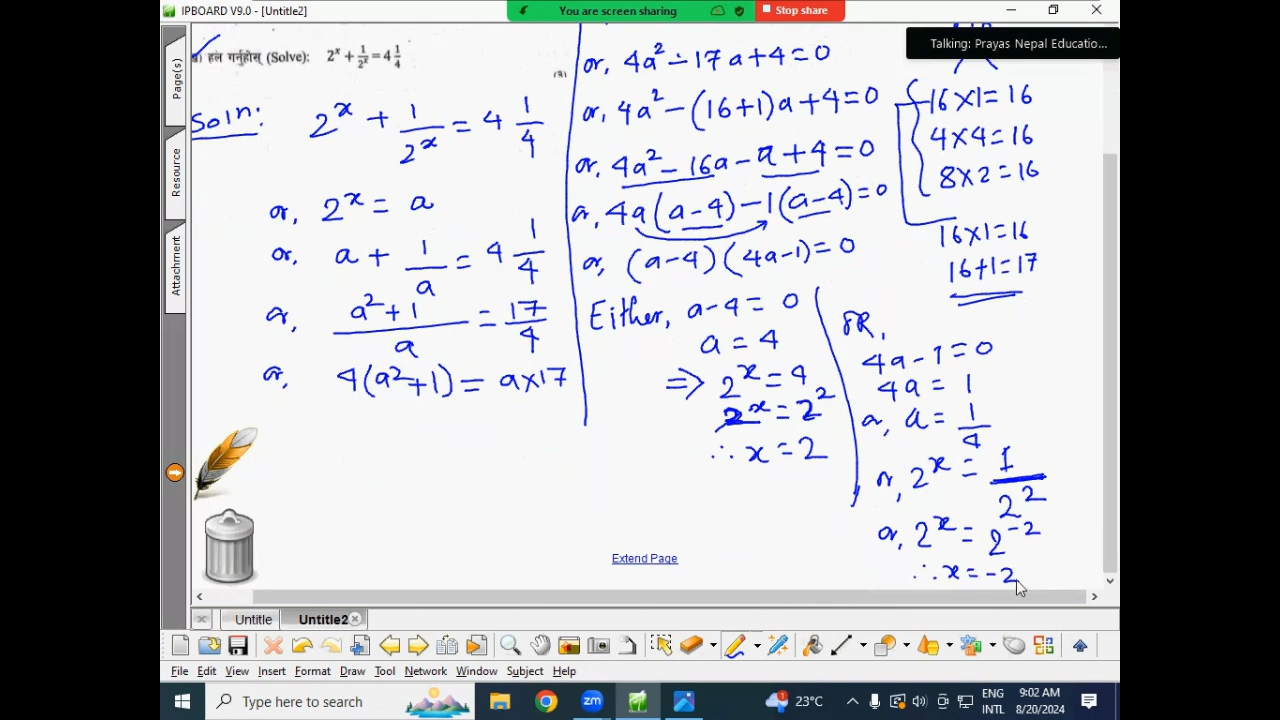 IPBOARD V9.0 - [Untitle2]
You are screen sharing
Stop share
Talking: Prayas Nepal Educatio...
Page(s)
Resource
Attachment
हल गर्नुहोस् (Solve): 2^x + 1/2^x = 4 1/4
Soln: 2^x + 1/2^x = 4 1/4
or, 2^x = a
or, a + 1/a = 4 1/4
or, (a^2+1)/a = 17/4
or, 4(a^2+1) = a×17
or, 4a^2 - 17a + 4 = 0
or, 4a^2 - (16+1)a + 4 = 0
or, 4a^2 - 16a - a + 4 = 0
or, 4a(a-4) - 1(a-4) = 0
or, (a-4)(4a-1) = 0
Either, a-4 = 0
a = 4
⇒ 2^x = 4
2^x = 2^2
∴ x = 2
16×1=16
4×4=16
8×2=16
16×1=16
16+1=17
OR,
4a-1=0
4a = 1
or, a = 1/4
or, 2^x = 1/2^2
or, 2^x = 2^-2
∴ x = -2
Extend Page
Untitle
Untitle2
File Edit View Insert Format Draw Tool Network Window Subject Help
Type here to search
23°C
ENG
INTL
9:02 AM
8/20/2024